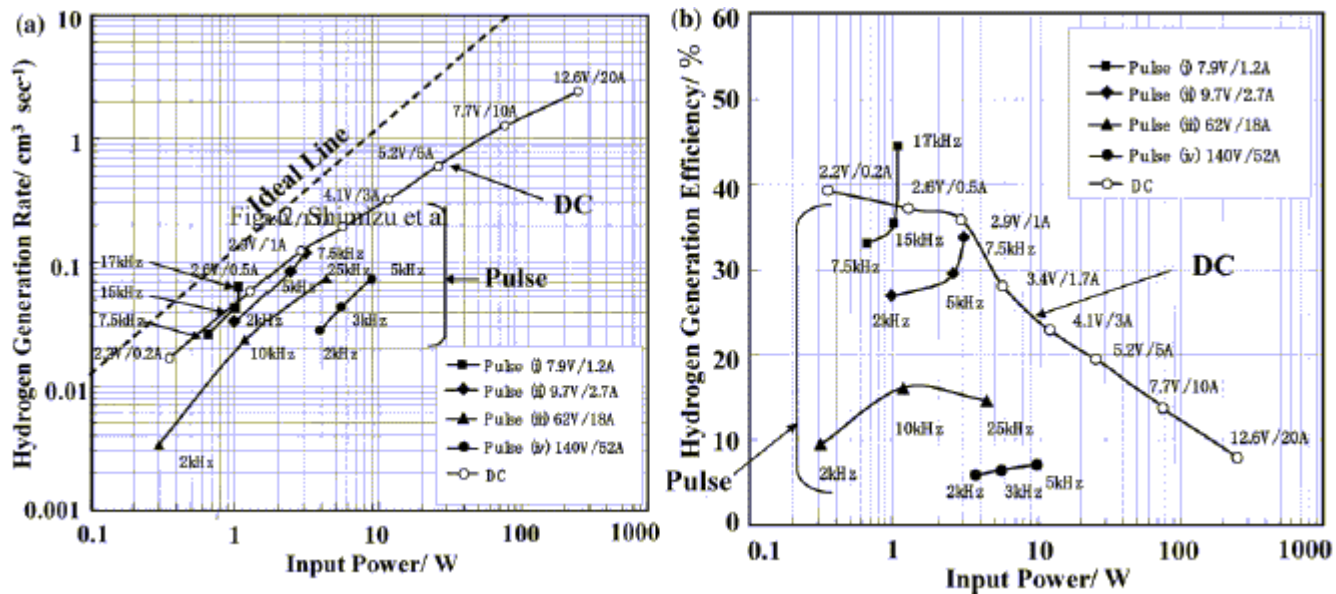 (a)
Hydrogen Generation Rate/ cm³ sec⁻¹
10
1
0.1
0.01
0.001
0.1
1
10
100
1000
Input Power/ W
Ideal Line
12.6V/20A
7.7V/10A
5.2V/5A
4.1V/3A
DC
2.9V/1A
2.6V/0.5A
2.2V/0.2A
17kHz
15kHz
7.5kHz
7.5kHz
5kHz
2kHz
25kHz
10kHz
2kHz
5kHz
3kHz
2kHz
Pulse
Pulse (i) 7.9V/1.2A
Pulse (ii) 9.7V/2.7A
Pulse (iii) 62V/18A
Pulse (iv) 140V/52A
DC
(b)
Hydrogen Generation Efficiency/ %
60
50
40
30
20
10
0
0.1
1
10
100
1000
Input Power/ W
Pulse (i) 7.9V/1.2A
Pulse (ii) 9.7V/2.7A
Pulse (iii) 62V/18A
Pulse (iv) 140V/52A
DC
17kHz
2.2V/0.2A
2.6V/0.5A
2.9V/1A
15kHz
7.5kHz
7.5kHz
DC
3.4V/1.7A
5kHz
2kHz
4.1V/3A
5.2V/5A
7.7V/10A
10kHz
25kHz
12.6V/20A
Pulse
2kHz
2kHz
3kHz
5kHz